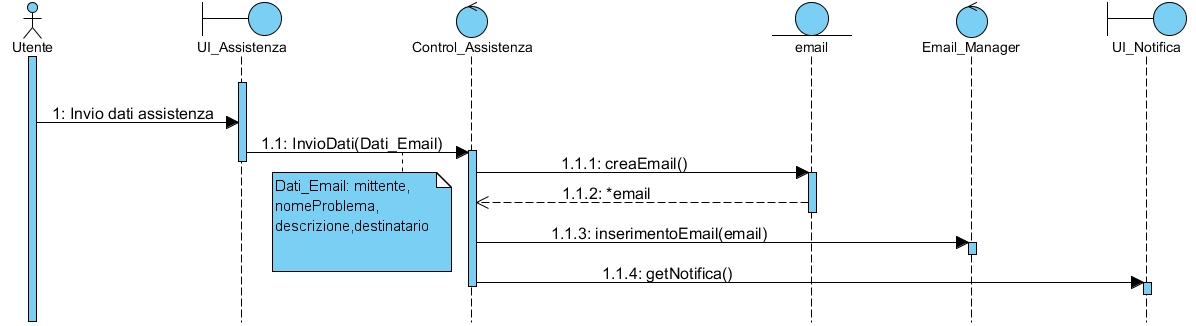 Utente
UI_Assistenza
Control_Assistenza
email
Email_Manager
UI_Notifica
1: Invio dati assistenza
1.1: InvioDati(Dati_Email)
1.1.1: creaEmail()
Dati_Email: mittente,
nomeProblema,
descrizione,destinatario
1.1.2: *email
1.1.3: inserimentoEmail(email)
1.1.4: getNotifica()